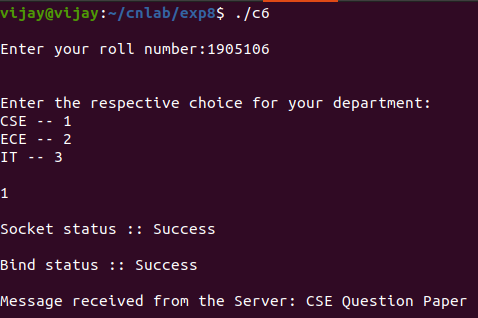 vijay@vijay:~/cnlab/exp8$ ./c6
Enter your roll number:1905106
Enter the respective choice for your department:
CSE -- 1
ECE -- 2
IT -- 3
1
Socket status :: Success
Bind status :: Success
Message received from the Server: CSE Question Paper